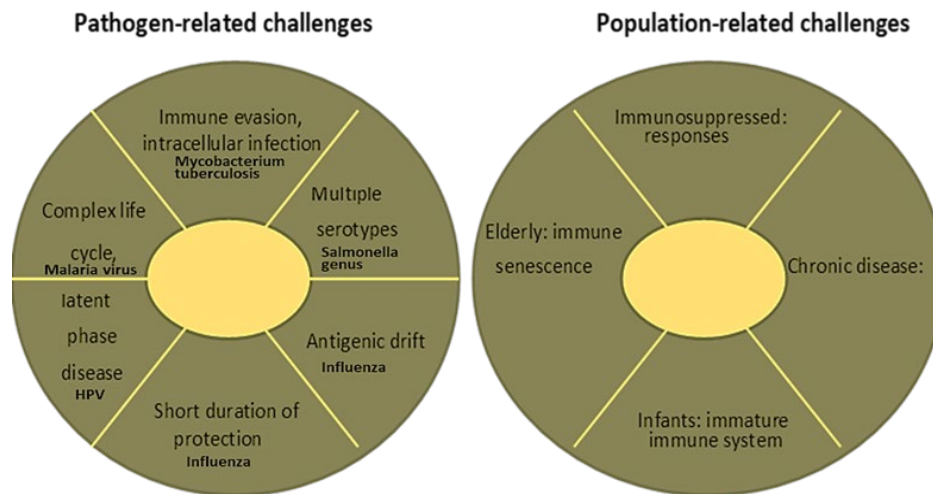 Pathogen-related challenges
Immune evasion,
intracellular infection
Mycobacterium
tuberculosis
Multiple
serotypes
Salmonella
genus
Antigenic drift
Influenza
Short duration of
protection
Influenza
latent
phase
disease
HPV
Complex life
cycle,
Malaria virus
Population-related challenges
Immunosuppressed:
responses
Chronic disease:
Infants: immature
immune system
Elderly: immune
senescence